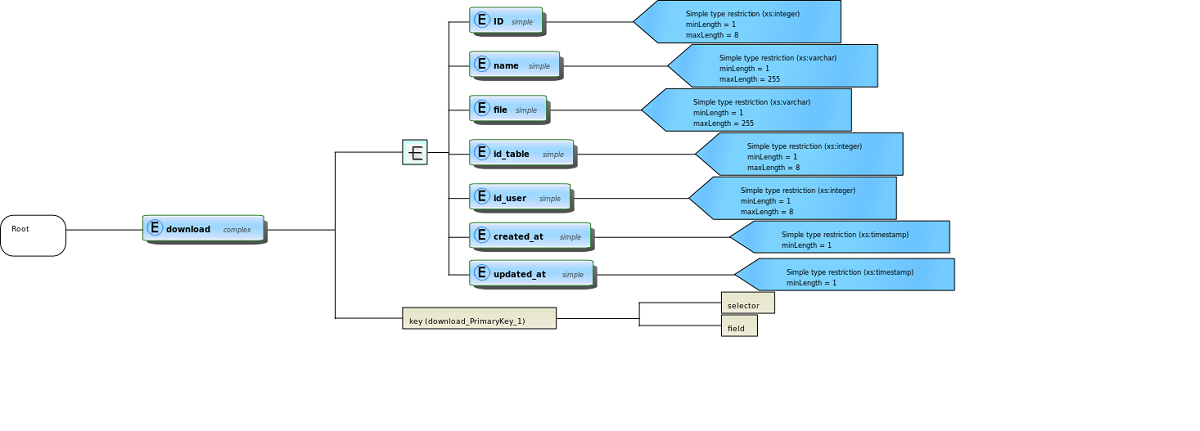 E ID simple
Simple type restriction (xs:integer)
minLength = 1
maxLength = 8
E name simple
Simple type restriction (xs:varchar)
minLength = 1
maxLength = 255
E file simple
Simple type restriction (xs:varchar)
minLength = 1
maxLength = 255
E id_table simple
Simple type restriction (xs:integer)
minLength = 1
maxLength = 8
E id_user simple
Simple type restriction (xs:integer)
minLength = 1
maxLength = 8
Root
E download complex
E created_at simple
Simple type restriction (xs:timestamp)
minLength = 1
E updated_at simple
Simple type restriction (xs:timestamp)
minLength = 1
key (download_PrimaryKey_1)
selector
field